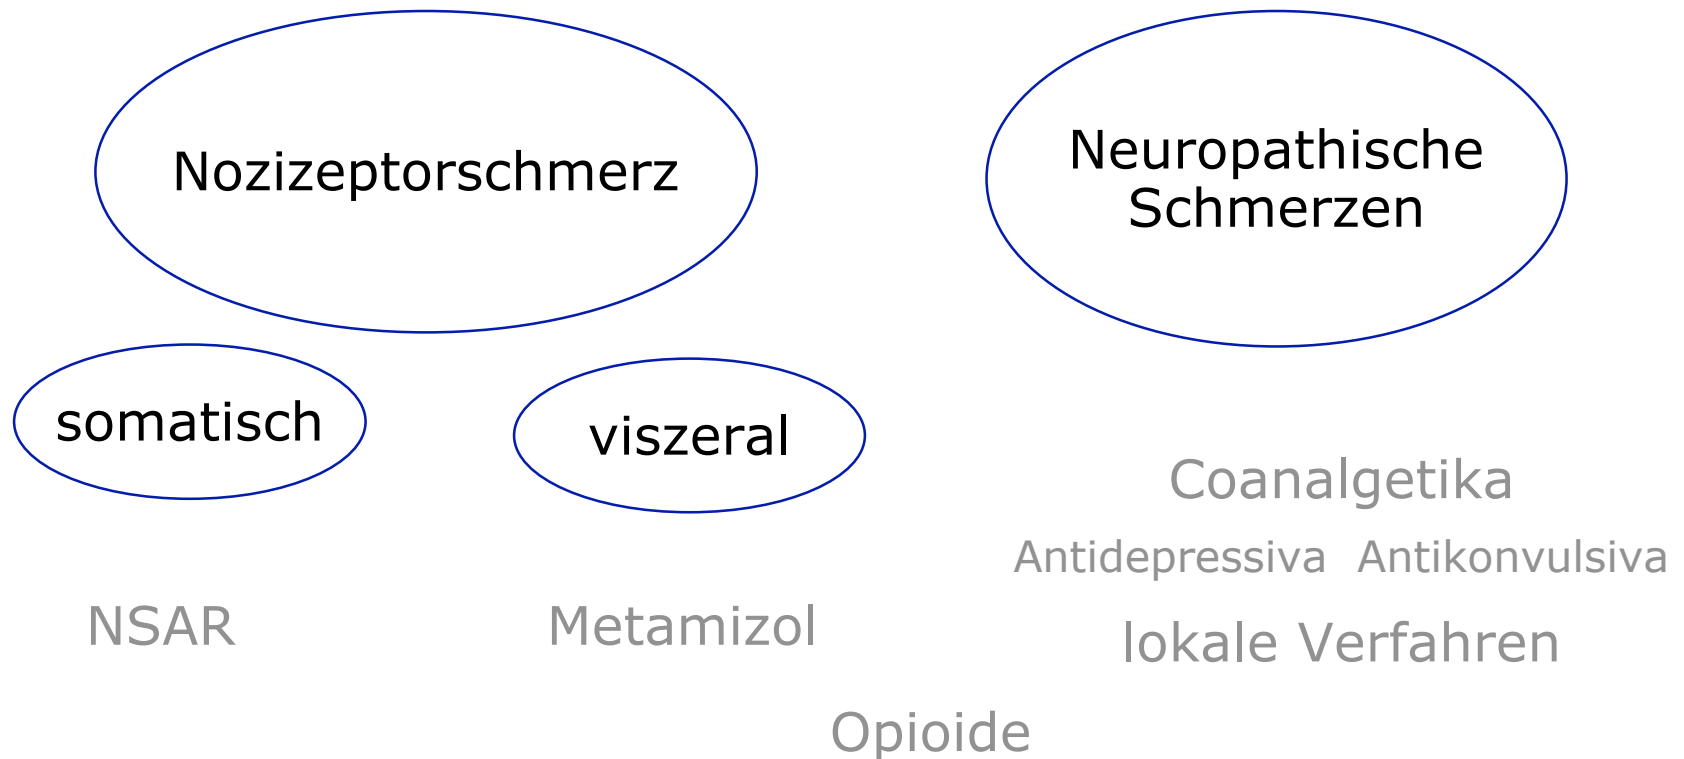 Nozizeptorschmerz
Neuropathische
Schmerzen
somatisch
viszeral
Coanalgetika
Antidepressiva Antikonvulsiva
NSAR
Metamizol
lokale Verfahren
Opioide